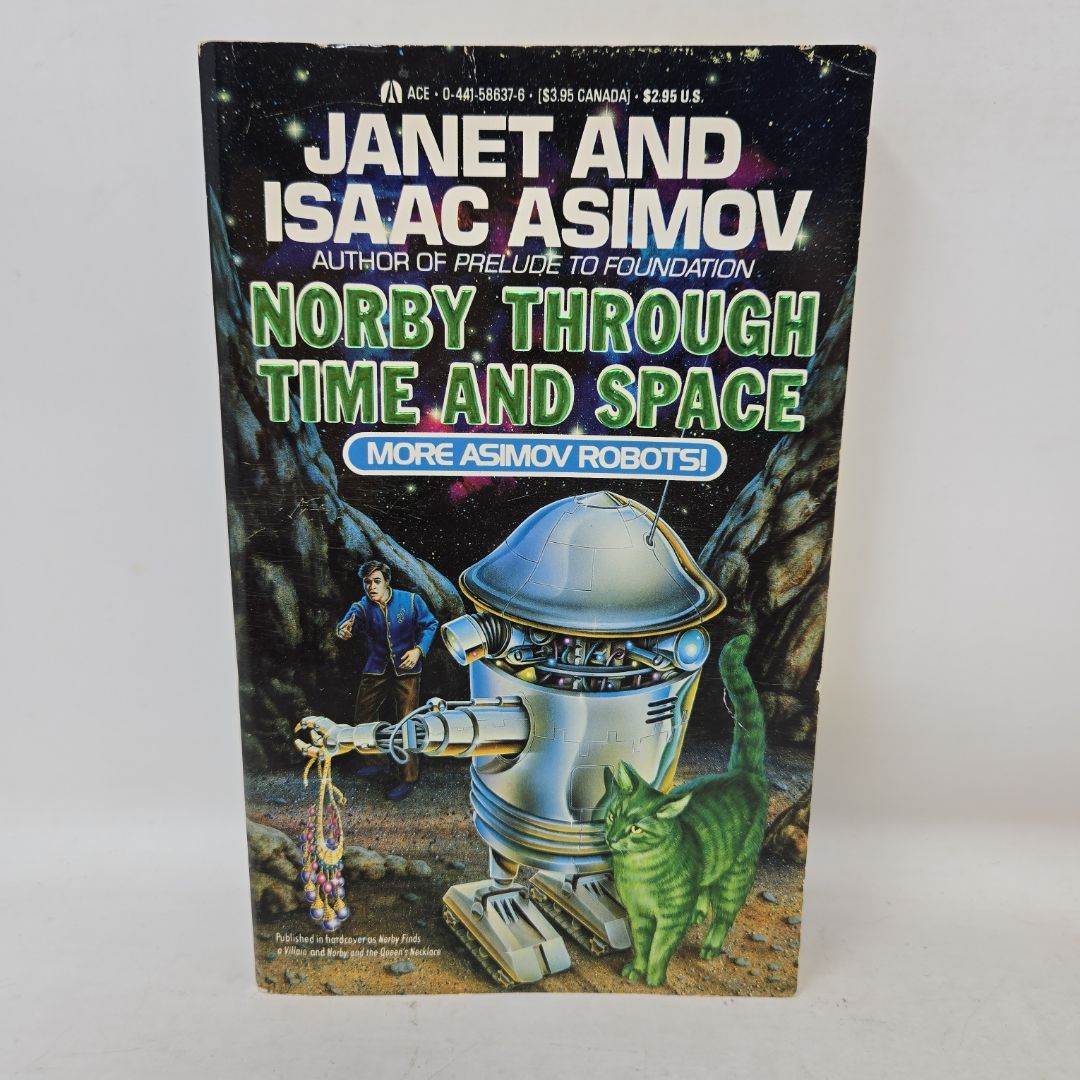 ACE · 0-441-58637-6 · [$3.95 CANADA] · $2.95 U.S.
JANET AND
ISAAC ASIMOV
AUTHOR OF PRELUDE TO FOUNDATION
NORBY THROUGH
TIME AND SPACE
MORE ASIMOV ROBOTS!
Published in hardcover as Norby Finds
a Villain and Norby and the Queen's Necklace